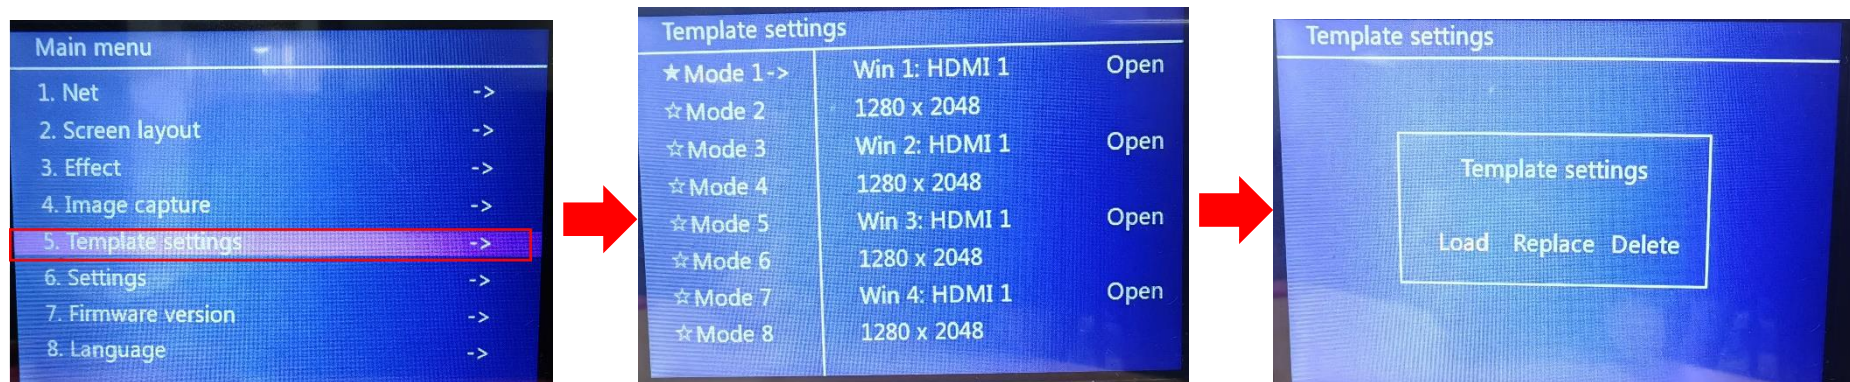 Main menu
1. Net ->
2. Screen layout ->
3. Effect ->
4. Image capture ->
5. Template settings ->
6. Settings ->
7. Firmware version ->
8. Language ->
Template settings
★Mode 1->
☆Mode 2
☆Mode 3
☆Mode 4
☆Mode 5
☆Mode 6
☆Mode 7
☆Mode 8
Win 1: HDMI 1 Open
1280 x 2048
Win 2: HDMI 1 Open
1280 x 2048
Win 3: HDMI 1 Open
1280 x 2048
Win 4: HDMI 1 Open
1280 x 2048
Template settings
Template settings
Load Replace Delete